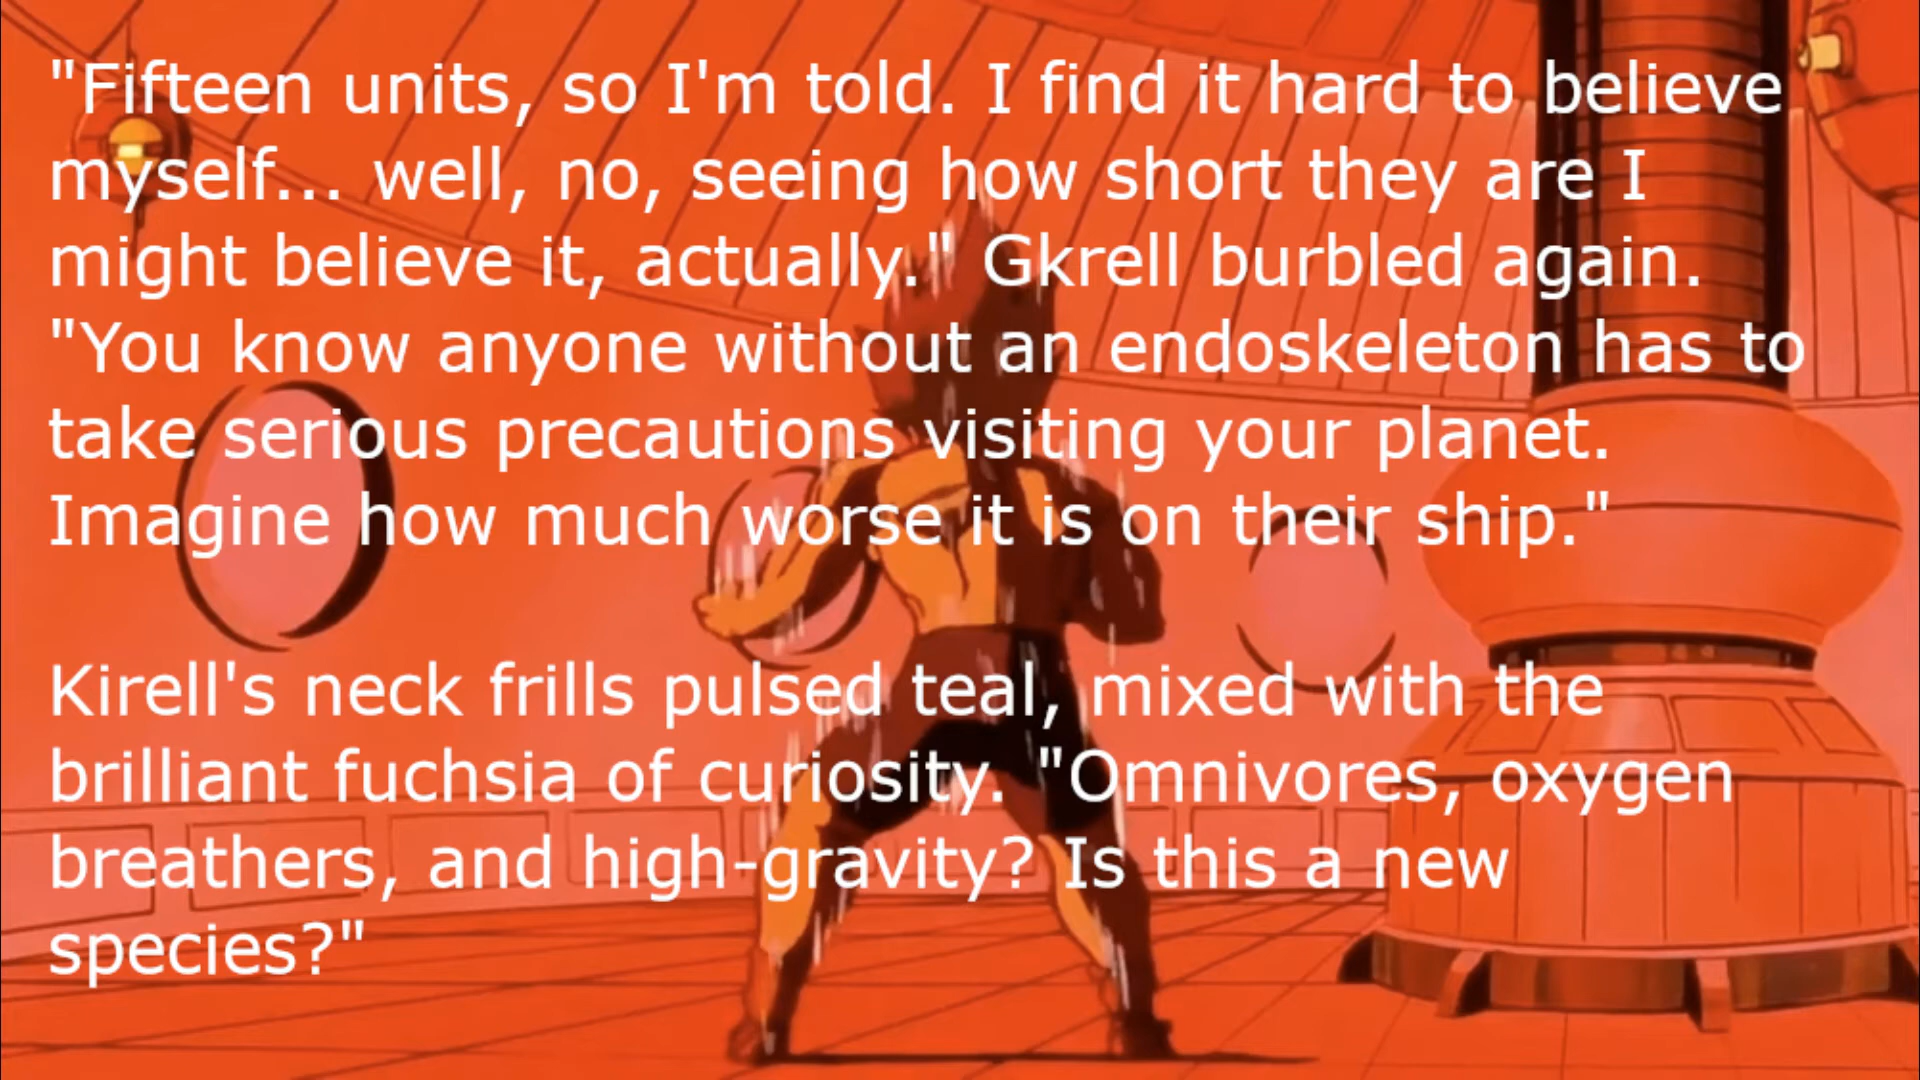 "Fifteen units, so I'm told. I find it hard to believe
myself... well, no, seeing how short they are I
might believe it, actually." Gkrell burbled again.
"You know anyone without an endoskeleton has to
take serious precautions visiting your planet.
Imagine how much worse it is on their ship."
Kirell's neck frills pulsed teal, mixed with the
brilliant fuchsia of curiosity. "Omnivores, oxygen
breathers, and high-gravity? Is this a new
species?"